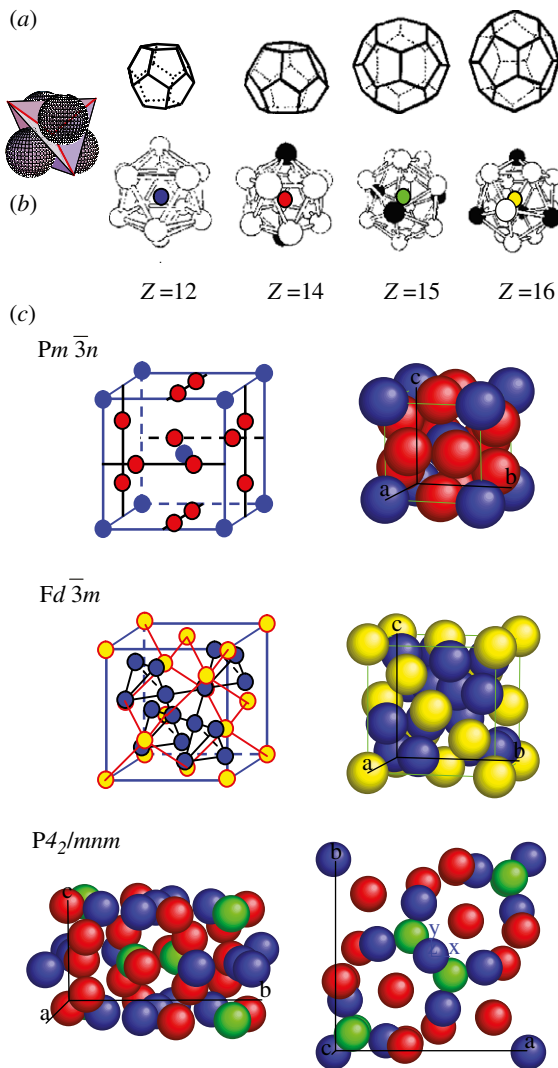 (a)
(b)
Z =12 Z =14 Z =15 Z =16
(c)
Pm 3̅n
c
a b
Fd 3̅m
c
a b
P4₂/mnm
c
a b
b
y
x
c a